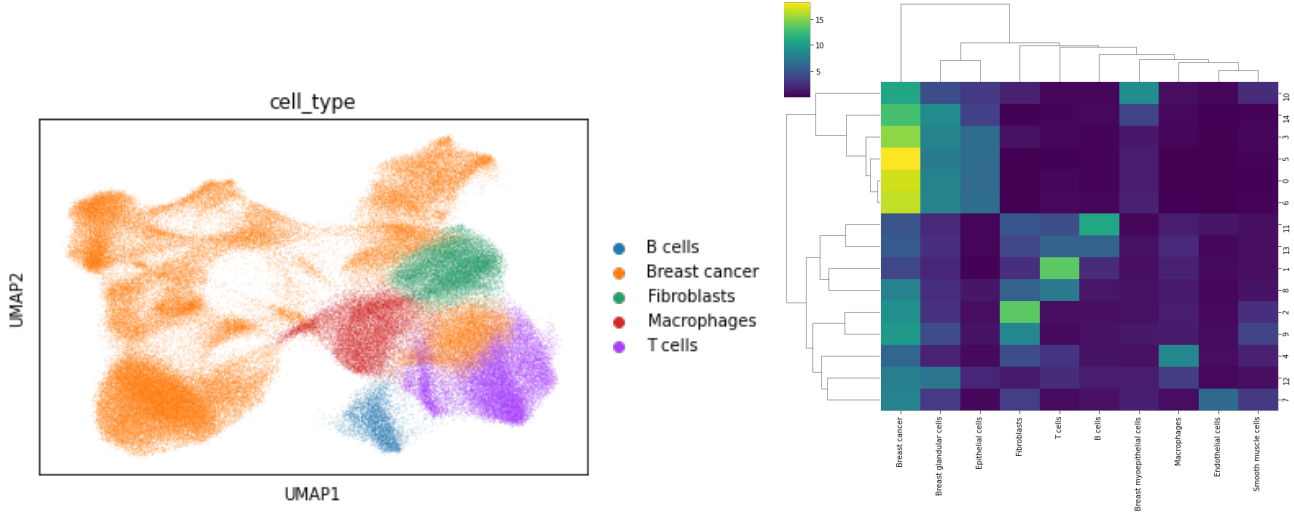 cell_type
UMAP2
UMAP1
B cells
Breast cancer
Fibroblasts
Macrophages
T cells
15
10
5
10
14
3
5
0
6
11
13
1
8
2
9
4
12
7
Breast cancer
Breast glandular cells
Epithelial cells
Fibroblasts
T cells
B cells
Breast myoepithelial cells
Macrophages
Endothelial cells
Smooth muscle cells